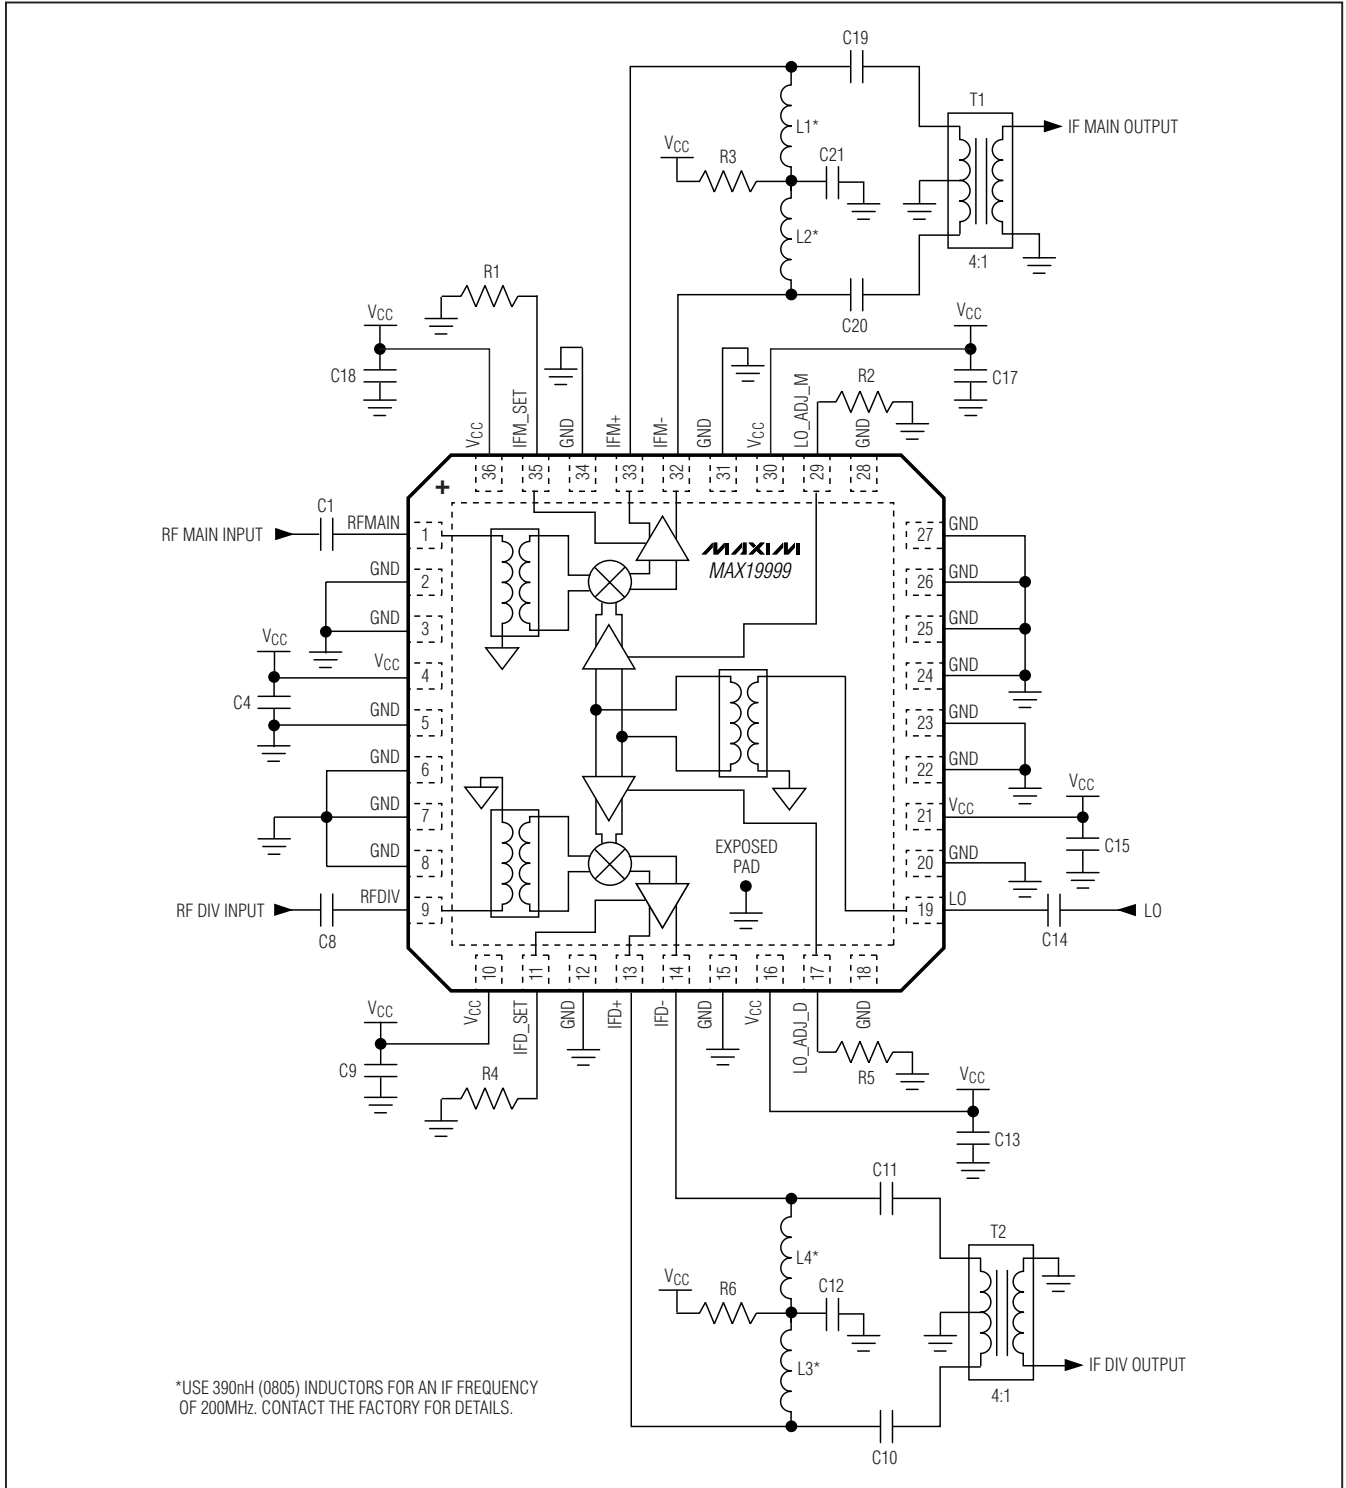 C19
T1
IF MAIN OUTPUT
L1*
VCC
R3
C21
L2*
4:1
C20
R1
VCC
C18
VCC
C17
R2
VCC
IFM_SET
GND
IFM+
IFM-
GND
VCC
LO_ADJ_M
GND
36
35
34
33
32
31
30
29
28
+
MAXIM
MAX19999
RF MAIN INPUT
C1
RFMAIN
1
27
GND
GND
2
26
GND
GND
3
25
GND
VCC
VCC
4
24
GND
C4
GND
5
23
GND
GND
6
22
GND
GND
7
21
VCC
VCC
C15
GND
8
20
GND
EXPOSED
PAD
RF DIV INPUT
C8
RFDIV
9
19
LO
C14
LO
10
11
12
13
14
15
16
17
18
VCC
IFD_SET
GND
IFD+
IFD-
GND
VCC
LO_ADJ_D
GND
VCC
C9
R4
R5
VCC
C13
C11
T2
L4*
VCC
R6
C12
L3*
IF DIV OUTPUT
4:1
C10
*USE 390nH (0805) INDUCTORS FOR AN IF FREQUENCY
OF 200MHz. CONTACT THE FACTORY FOR DETAILS.